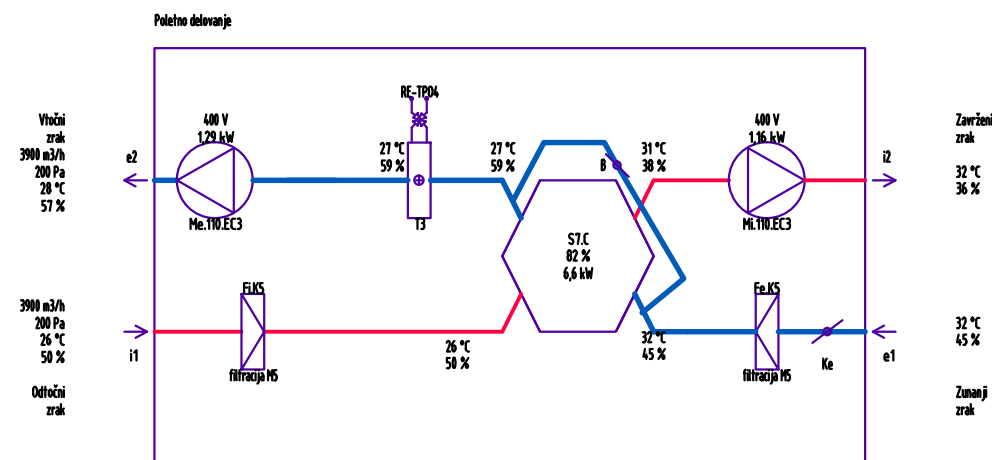 Poletno delovanje
RE-TPO4
Vtočni
zrak
3900 m3/h
200 Pa
28 °C
57 %
e2
400 V
1,29 kW
Me.110.EC3
27 °C
59 %
T3
27 °C
59 %
B
31 °C
38 %
400 V
1,16 kW
Mi.110.EC3
i2
Zavrženi
zrak
32 °C
36 %
S7.C
82 %
6,6 kW
3900 m3/h
200 Pa
26 °C
50 %
i1
Fi.K5
filtracija M5
26 °C
50 %
32 °C
45 %
Fe.K5
filtracija M5
Ke
e1
32 °C
45 %
Odtočni
zrak
Zunanji
zrak